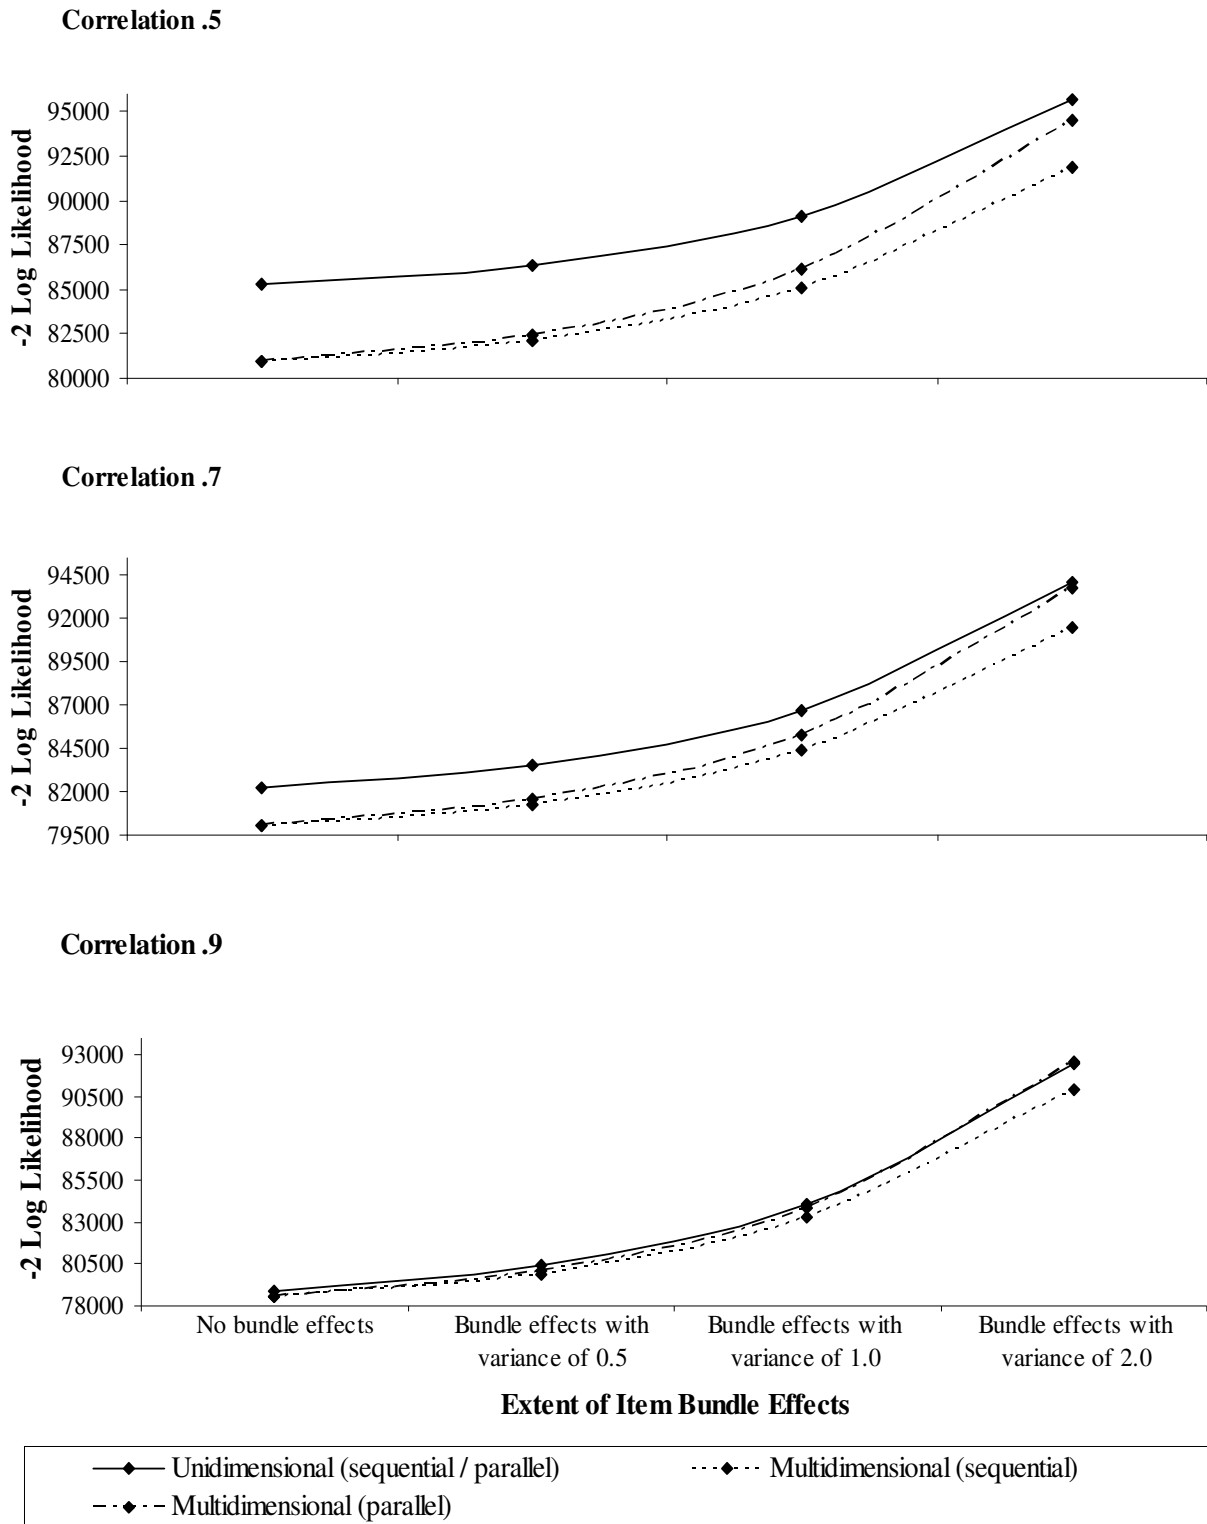 Correlation .5
95000
92500
90000
87500
85000
82500
80000
-2 Log Likelihood
Correlation .7
94500
92000
89500
87000
84500
82000
79500
-2 Log Likelihood
Correlation .9
93000
90500
88000
85500
83000
80500
78000
-2 Log Likelihood
No bundle effects
Bundle effects with
variance of 0.5
Bundle effects with
variance of 1.0
Bundle effects with
variance of 2.0
Extent of Item Bundle Effects
Unidimensional (sequential / parallel)
Multidimensional (sequential)
Multidimensional (parallel)